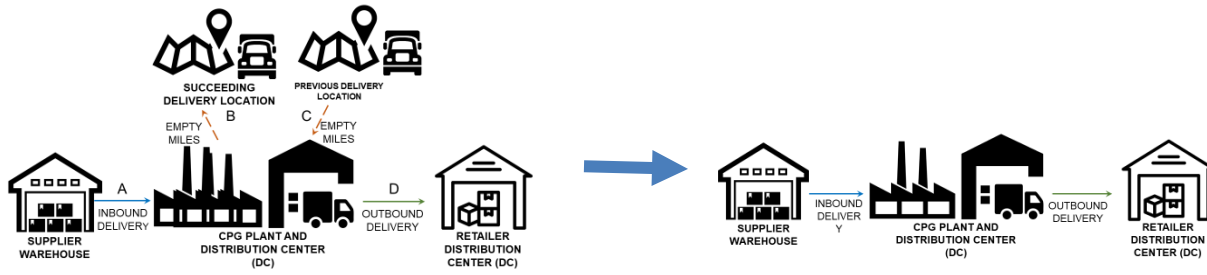 SUCCEEDING
DELIVERY LOCATION
B
EMPTY
MILES
PREVIOUS DELIVERY
LOCATION
C
EMPTY
MILES
A
INBOUND
DELIVERY
SUPPLIER
WAREHOUSE
CPG PLANT AND
DISTRIBUTION CENTER
(DC)
D
OUTBOUND
DELIVERY
RETAILER
DISTRIBUTION
CENTER (DC)
SUPPLIER
WAREHOUSE
INBOUND
DELIVER
Y
CPG PLANT AND
DISTRIBUTION CENTER
(DC)
OUTBOUND
DELIVERY
RETAILER
DISTRIBUTION
CENTER (DC)